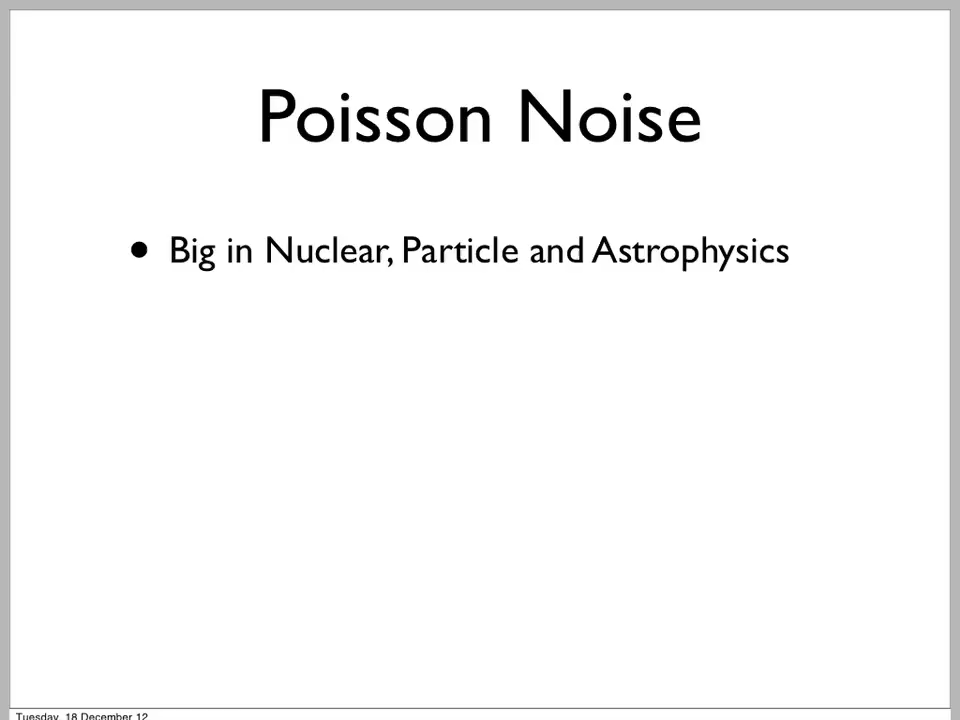 Poisson Noise
• Big in Nuclear, Particle and Astrophysics
Tuesday, 18 December 12